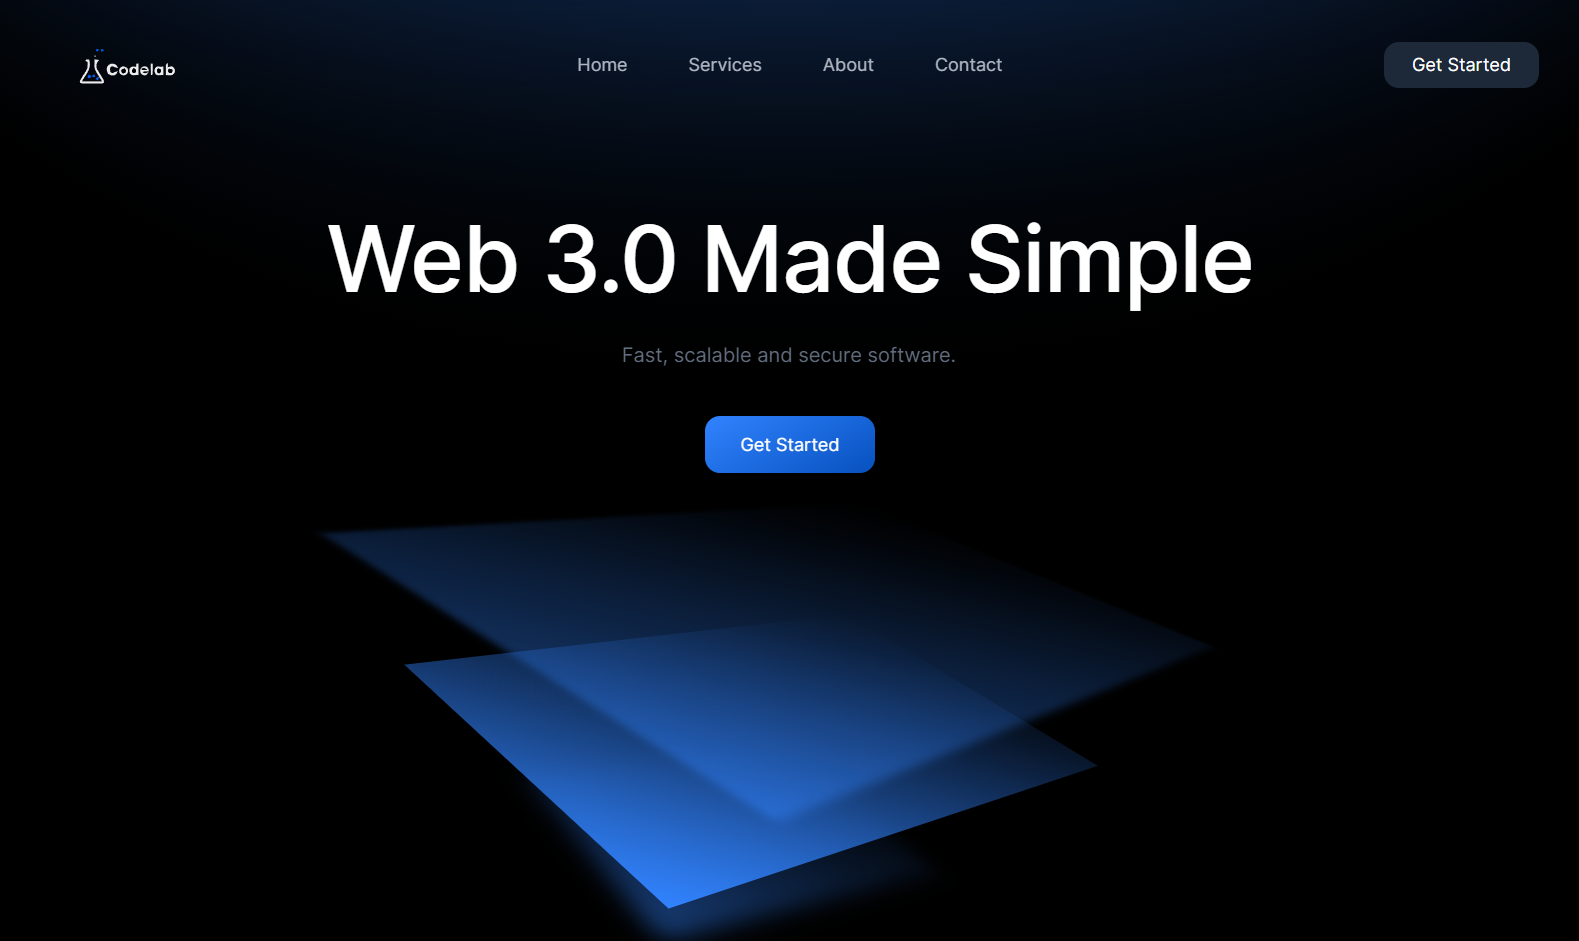 Codelab
Home
Services
About
Contact
Get Started
Web 3.0 Made Simple
Fast, scalable and secure software.
Get Started